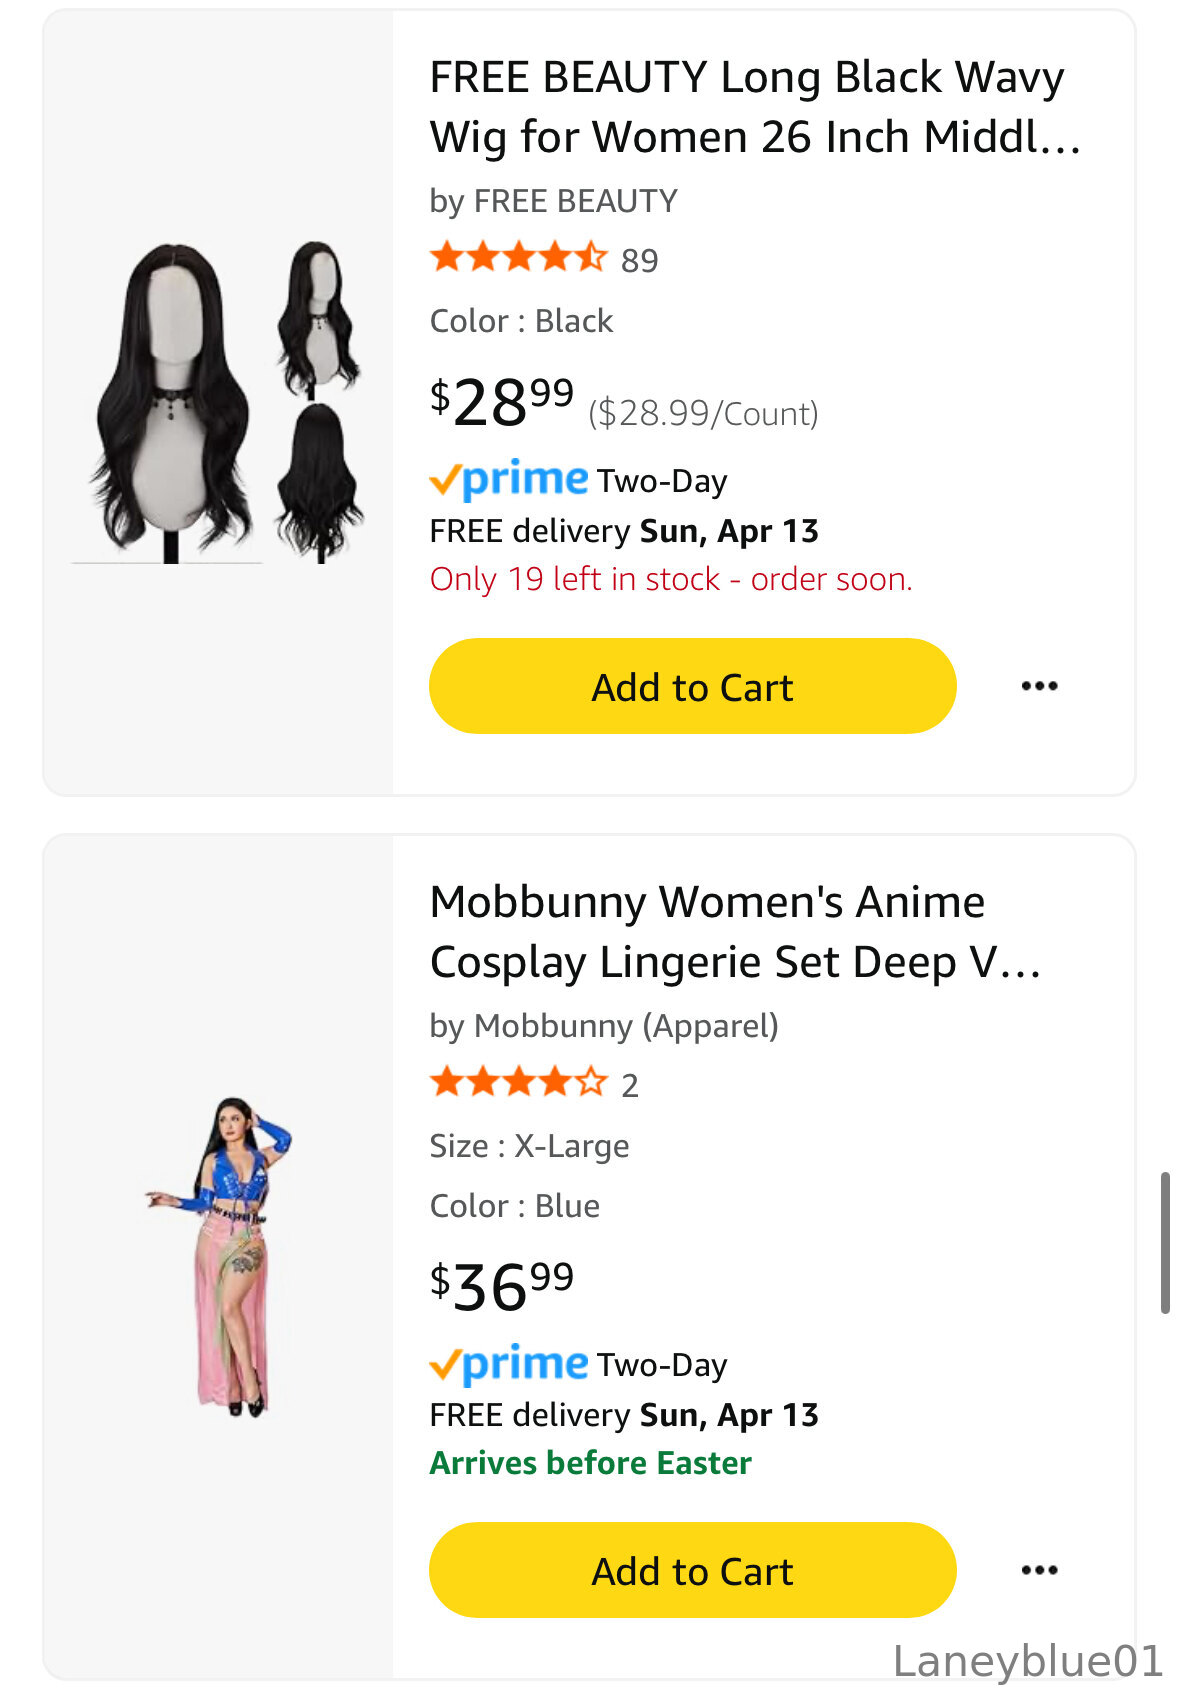 FREE BEAUTY Long Black Wavy
Wig for Women 26 Inch Middl...
by FREE BEAUTY
89
Color : Black
$28 99 ($28.99/Count)
prime Two-Day
FREE delivery Sun, Apr 13
Only 19 left in stock - order soon.
Add to Cart
Mobbunny Women's Anime
Cosplay Lingerie Set Deep V...
by Mobbunny (Apparel)
2
Size : X-Large
Color : Blue
$36 99
prime Two-Day
FREE delivery Sun, Apr 13
Arrives before Easter
Add to Cart
Laneyblue01